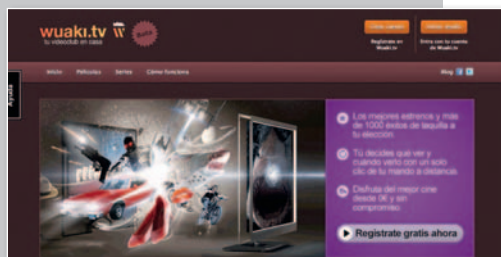 wuaki.tv
tu videoclub en casa
Beta
Regístrate en
Wuaki.tv
Entra con tu cuenta
de Wuaki.tv
Inicio Películas Series Cómo funciona
Blog
Ayuda
Los mejores estrenos y más
de 1000 éxitos de taquilla a
tu elección.
Tú decides que ver y
cuándo verlo con un solo
clic de tu mando a distancia.
Disfruta del mejor cine
desde 0€ y sin
compromiso.
Regístrate gratis ahora